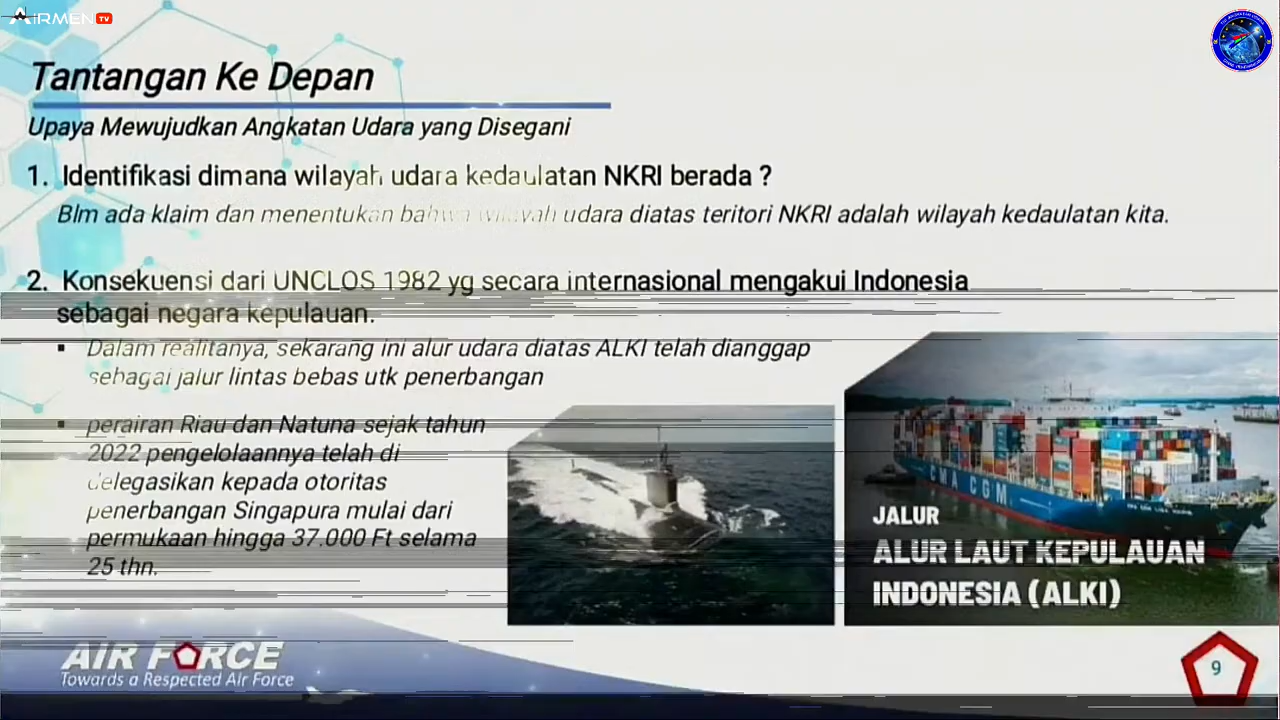 AiRMEN TV
Tantangan Ke Depan
Upaya Mewujudkan Angkatan Udara yang Disegani
1. Identifikasi dimana wilayah udara kedaulatan NKRI berada ?
Blm ada klaim dan menentukan bahwa wilayah udara diatas teritori NKRI adalah wilayah kedaulatan kita.
2. Konsekuensi dari UNCLOS 1982 yg secara internasional mengakui Indonesia
sebagai negara kepulauan.
▪ Dalam realitanya, sekarang ini alur udara diatas ALKI telah dianggap
sebagai jalur lintas bebas utk penerbangan
▪ perairan Riau dan Natuna sejak tahun
2022 pengelolaannya telah di
delegasikan kepada otoritas
penerbangan Singapura mulai dari
permukaan hingga 37.000 Ft selama
25 thn.
CMA CGM
JALUR
ALUR LAUT KEPULAUAN
INDONESIA (ALKI)
AIR FORCE
Towards a Respected Air Force
9